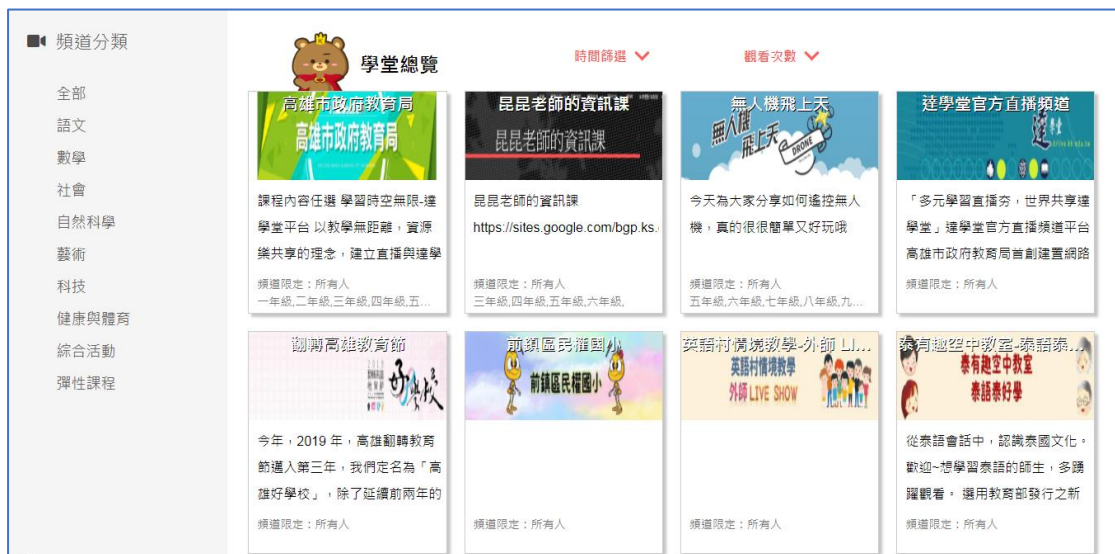 頻道分類
全部
語文
數學
社會
自然科學
藝術
科技
健康與體育
綜合活動
彈性課程
學堂總覽
時間篩選
觀看次數
高雄市政府教育局
高雄市政府教育局
課程內容任選 學習時空無限-達
學堂平台 以教學無距離，資源
樂共享的理念，建立直播與達學
頻道限定：所有人
一年級,二年級,三年級,四年級,五...
昆昆老師的資訊課
昆昆老師的資訊課
昆昆老師的資訊課
https://sites.google.com/bgp.ks.
頻道限定：所有人
三年級,四年級,五年級,六年級,
無人機飛上天
無人機
飛上天
DRONE
今天為大家分享如何遙控無人
機，真的很很簡單又好玩哦
頻道限定：所有人
五年級,六年級,七年級,八年級,九...
達學堂官方直播頻道
達學堂
「多元學習直播夯，世界共享達
學堂」達學堂官方直播頻道平台
高雄市政府教育局首創建置網路
頻道限定：所有人
翻轉高雄教育節
2019
好學校
今年，2019 年，高雄翻轉教育
節邁入第三年，我們定名為「高
雄好學校」，除了延續前兩年的
頻道限定：所有人
前鎮區民權國小
前鎮區民權國小
頻道限定：所有人
英語村情境教學-外師 LI...
英語村情境教學
外師 LIVE SHOW
頻道限定：所有人
泰有趣空中教室-泰語泰...
泰有趣空中教室
泰語泰好學
從泰語會話中，認識泰國文化。
歡迎~想學習泰語的師生，多踴
躍觀看。 選用教育部發行之新
頻道限定：所有人